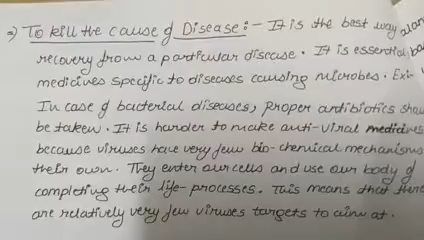 ⇒ To kill the cause of Disease:- It is the best way
recovery from a particular disease. It is essential
medicines specific to diseases causing microbes. Ex:-
In case of bacterial diseases, proper antibiotics
be taken. It is harder to make anti-viral medicines
because viruses have very few bio-chemical mechanisms
their own. They enter our cells and use our body of
completing their life-processes. This means that
are relatively very few viruses targets to aim at.